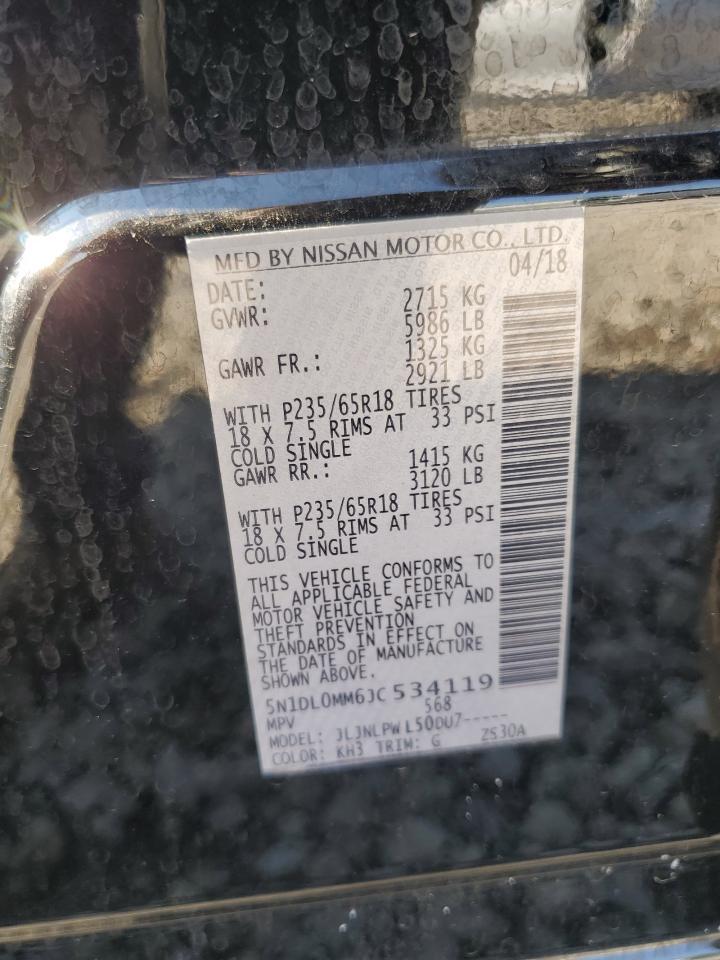 MFD BY NISSAN MOTOR CO., LTD.
DATE: 04/18
GVWR: 2715 KG
5986 LB
GAWR FR.: 1325 KG
2921 LB
WITH P235/65R18 TIRES
18 X 7.5 RIMS AT 33 PSI
COLD SINGLE
GAWR RR.: 1415 KG
3120 LB
WITH P235/65R18 TIRES
18 X 7.5 RIMS AT 33 PSI
COLD SINGLE
THIS VEHICLE CONFORMS TO
ALL APPLICABLE FEDERAL
MOTOR VEHICLE SAFETY AND
THEFT PREVENTION
STANDARDS IN EFFECT ON
THE DATE OF MANUFACTURE
SHOWN ABOVE.
5N1DL0MM6JC534119
MPV 568
MODEL: JLJNLPW L50DU7-----
COLOR: KH3 TRIM: G ZS30A